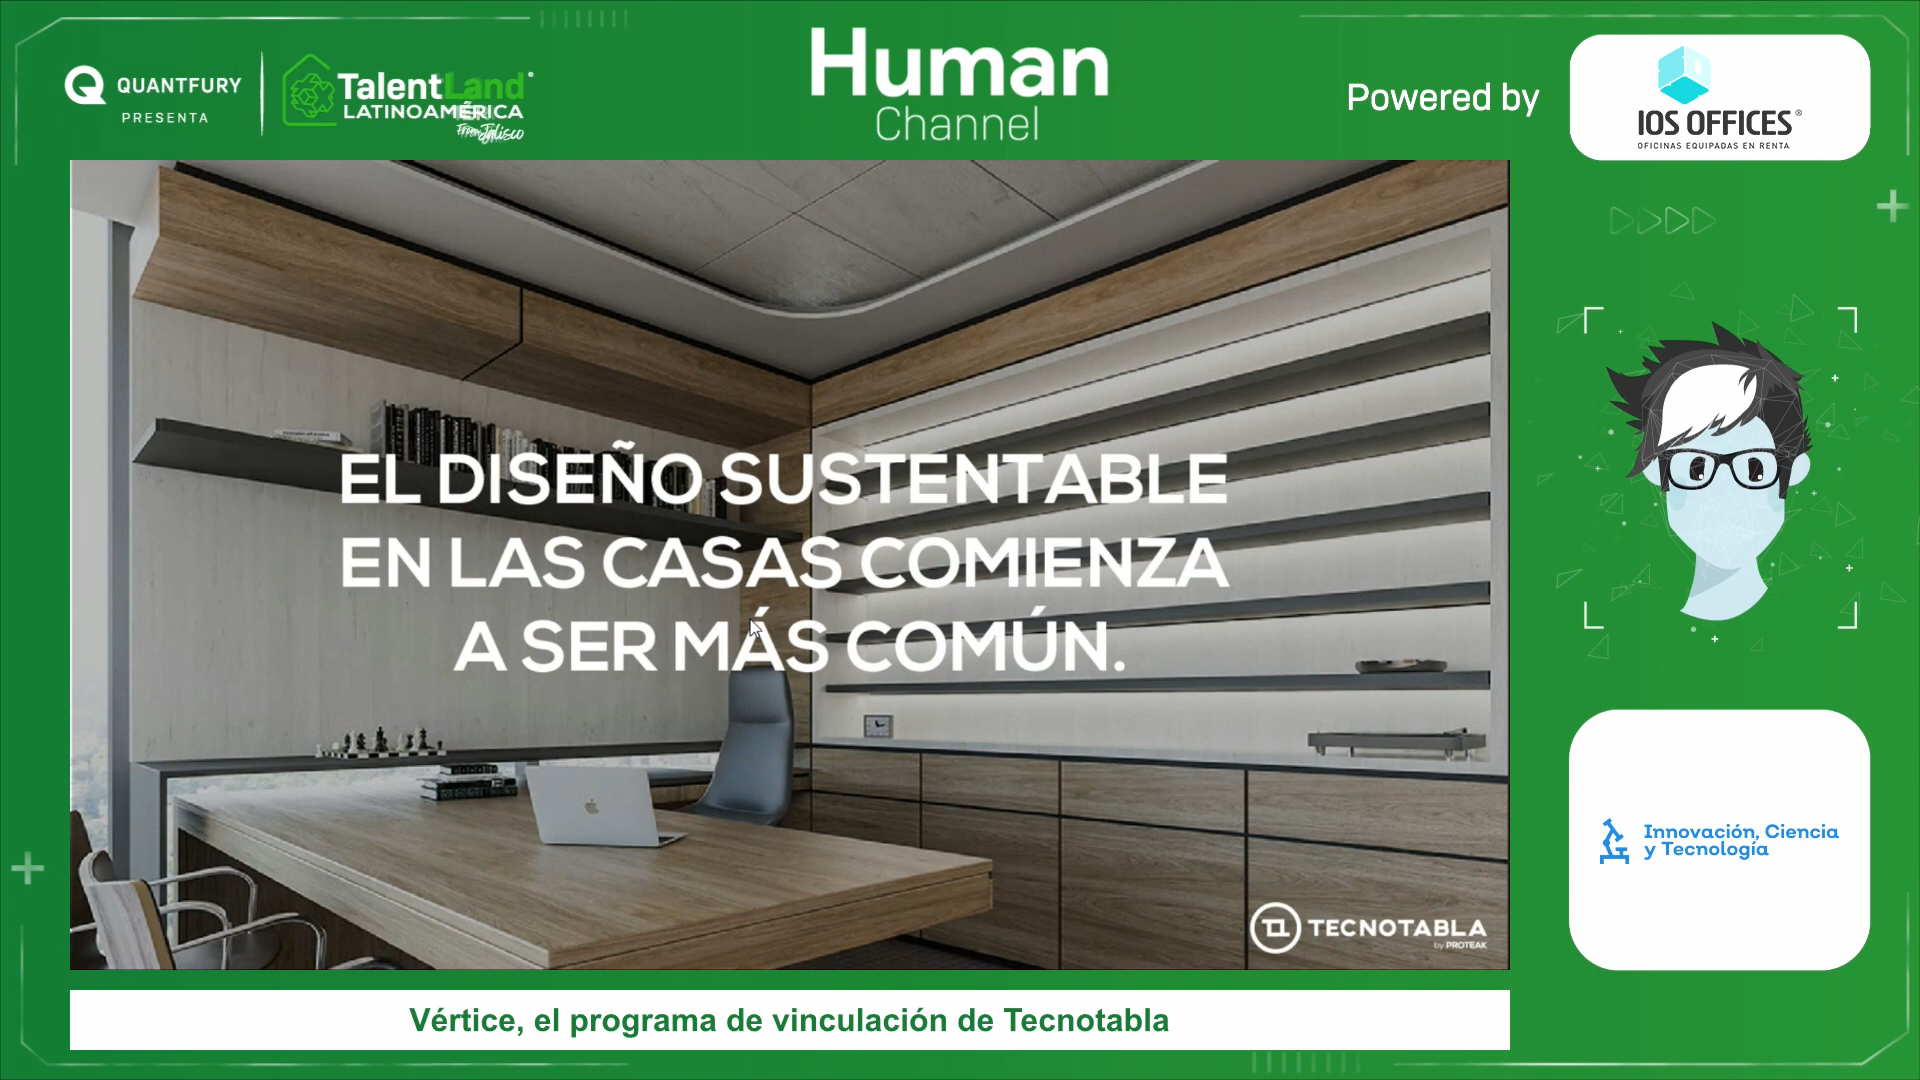 QUANTFURY
PRESENTA
TalentLand
LATINOAMÉRICA
From Jalisco
Human
Channel
Powered by
IOS OFFICES®
OFICINAS EQUIPADAS EN RENTA
EL DISEÑO SUSTENTABLE
EN LAS CASAS COMIENZA
A SER MÁS COMÚN.
TECNOTABLA
by PROTEAK
Innovación, Ciencia
y Tecnología
Vértice, el programa de vinculación de Tecnotabla